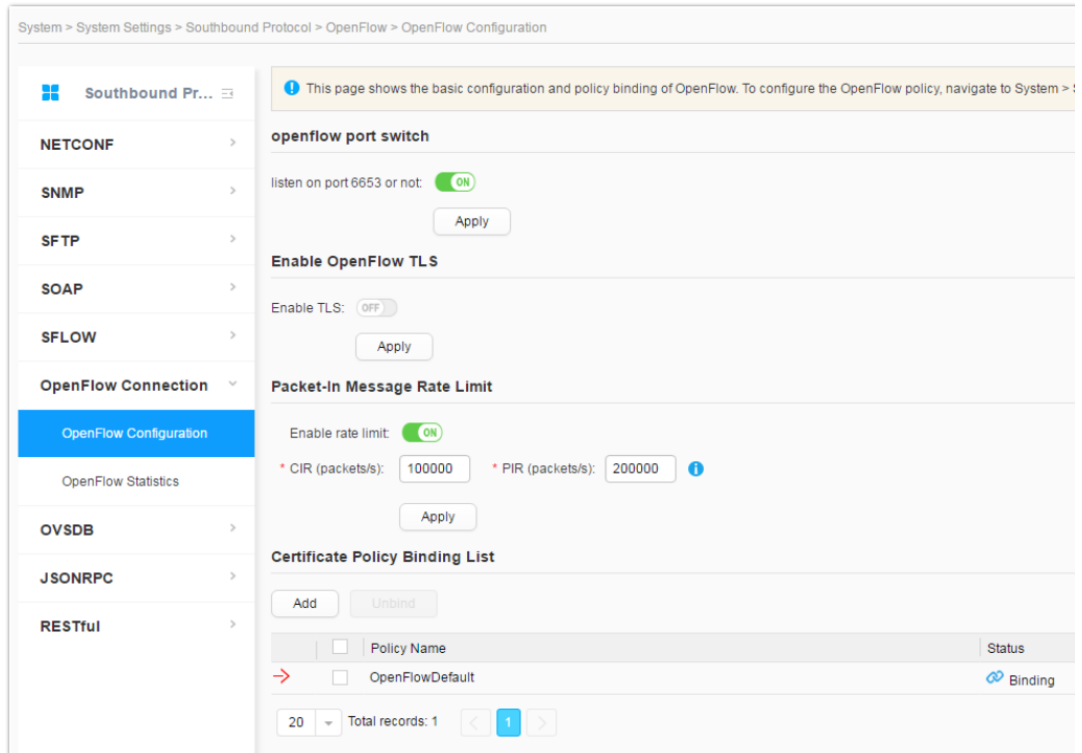 System > System Settings > Southbound Protocol > OpenFlow > OpenFlow Configuration
Southbound Pr...
This page shows the basic configuration and policy binding of OpenFlow. To configure the OpenFlow policy, navigate to System >
NETCONF
SNMP
SFTP
SOAP
SFLOW
OpenFlow Connection
OpenFlow Configuration
OpenFlow Statistics
OVSDB
JSONRPC
RESTful
openflow port switch
listen on port 6653 or not: ON
Apply
Enable OpenFlow TLS
Enable TLS: OFF
Apply
Packet-In Message Rate Limit
Enable rate limit: ON
* CIR (packets/s): 100000 * PIR (packets/s): 200000
Apply
Certificate Policy Binding List
Add Unbind
Policy Name Status
OpenFlowDefault Binding
20 Total records: 1 < 1 >